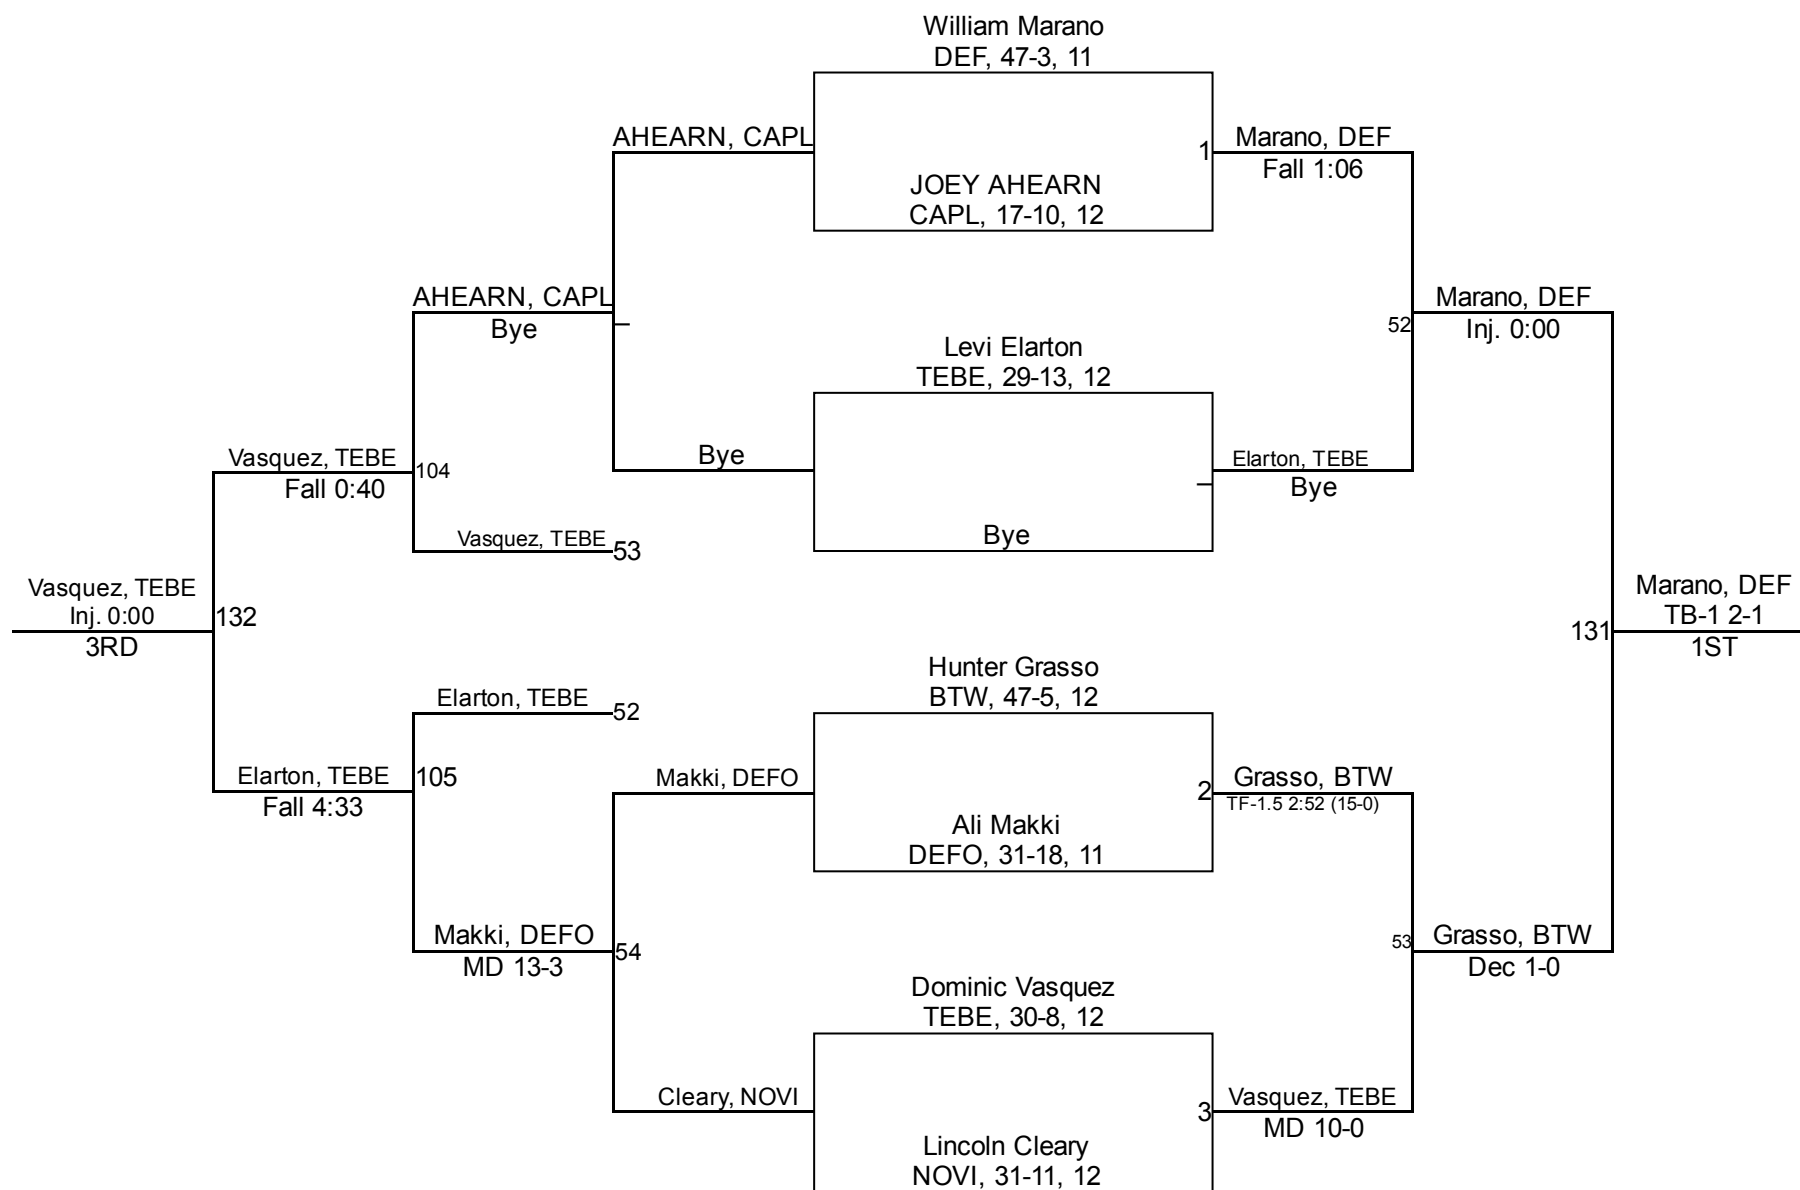 William Marano
DEF, 47-3, 11
AHEARN, CAPL
1
Marano, DEF
Fall 1:06
JOEY AHEARN
CAPL, 17-10, 12
AHEARN, CAPL
Bye
52
Marano, DEF
Inj. 0:00
Levi Elarton
TEBE, 29-13, 12
Vasquez, TEBE
Fall 0:40
104
Bye
Elarton, TEBE
Bye
Vasquez, TEBE
53
Bye
Vasquez, TEBE
Inj. 0:00
3RD
132
131
Marano, DEF
TB-1 2-1
1ST
Hunter Grasso
BTW, 47-5, 12
Elarton, TEBE
52
Elarton, TEBE
Fall 4:33
105
Makki, DEFO
2
Grasso, BTW
TF-1.5 2:52 (15-0)
Ali Makki
DEFO, 31-18, 11
Makki, DEFO
MD 13-3
54
53
Grasso, BTW
Dec 1-0
Dominic Vasquez
TEBE, 30-8, 12
Cleary, NOVI
3
Vasquez, TEBE
MD 10-0
Lincoln Cleary
NOVI, 31-11, 12